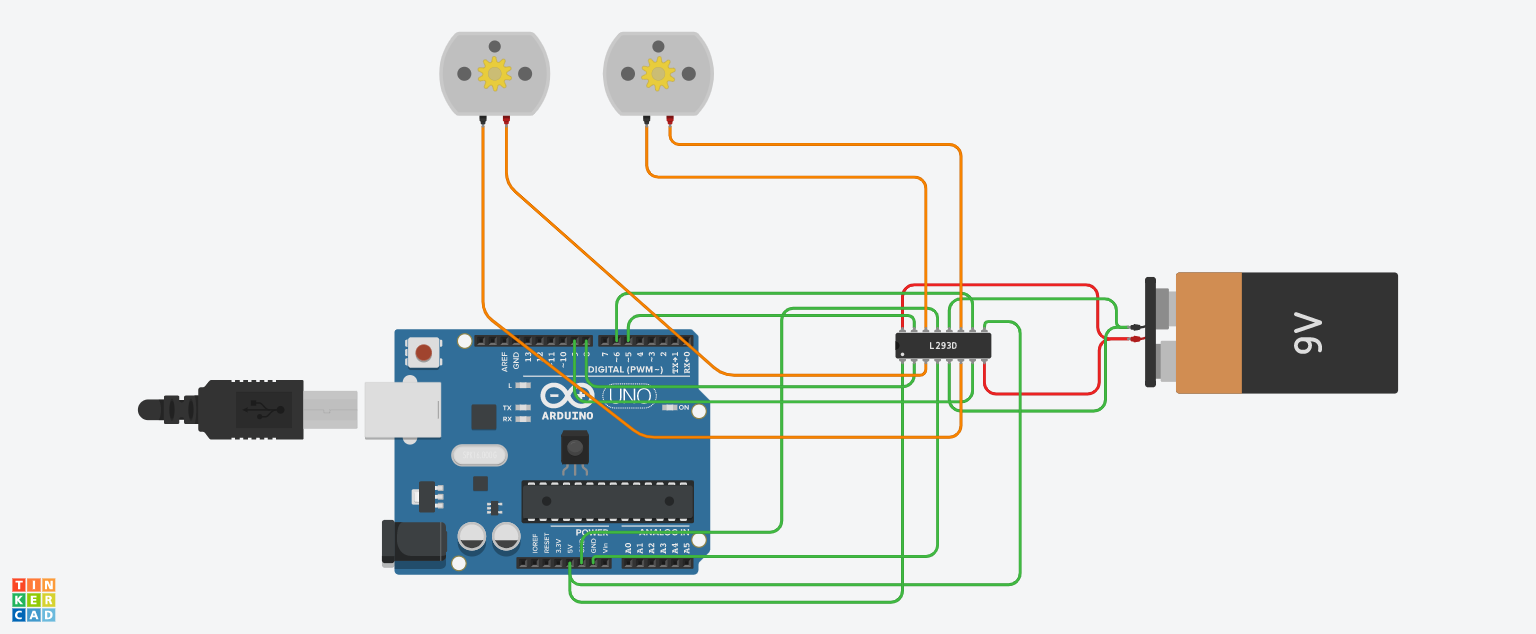 AREF
GND
13
12
~11
~10
~9
8
7
~6
~5
4
~3
2
TX→1
RX←0
DIGITAL (PWM~)
L
TX
RX
ARDUINO
UNO
ON
L293D
9V
POWER
ANALOG IN
IOREF
RESET
3.3V
5V
GND
GND
Vin
A0
A1
A2
A3
A4
A5
TIN
KER
CAD